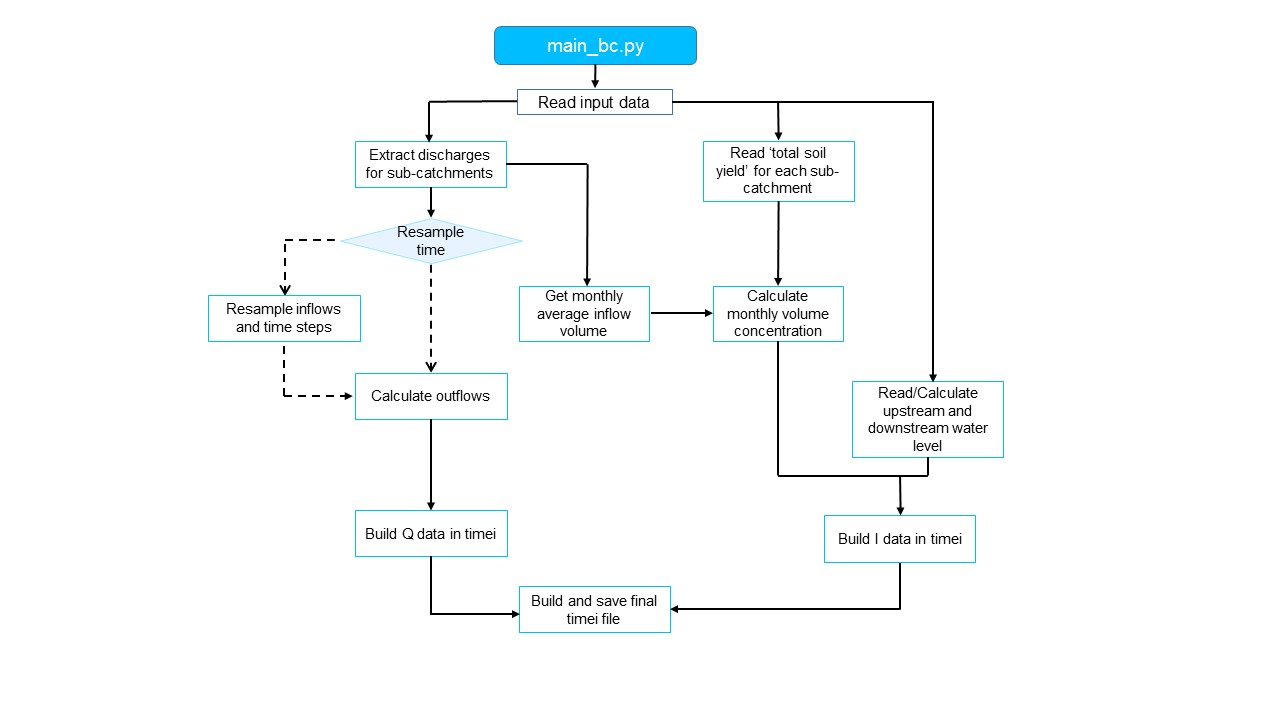 main_bc.py
Read input data
Extract discharges
for sub-catchments
Read ‘total soil
yield’ for each sub-
catchment
Resample
time
Resample inflows
and time steps
Get monthly
average inflow
volume
Calculate
monthly volume
concentration
Calculate outflows
Read/Calculate
upstream and
downstream water
level
Build Q data in timei
Build I data in timei
Build and save final
timei file